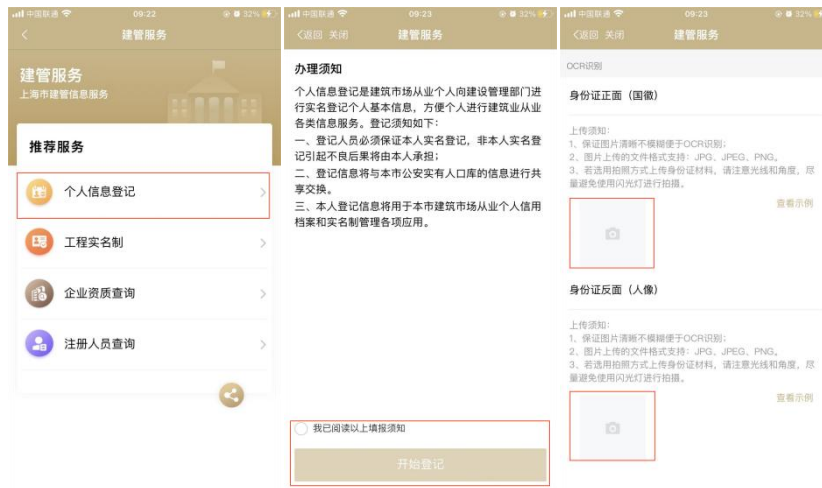 中国联通
09:22
32%
建管服务
建管服务
上海市建管信息服务
推荐服务
个人信息登记
工程实名制
企业资质查询
注册人员查询
中国联通
09:23
32%
<返回 关闭
建管服务
办理须知
个人信息登记是建筑市场从业个人向建设管理部门进
行实名登记个人基本信息，方便个人进行建筑业从业
各类信息服务。登记须知如下：
一、登记人员必须保证本人实名登记，非本人实名登
记引起不良后果将由本人承担；
二、登记信息将与本市公安实有人口库的信息进行共
享交换。
三、本人登记信息将用于本市建筑市场从业个人信用
档案和实名制管理各项应用。
我已阅读以上填报须知
开始登记
中国联通
09:23
32%
<返回 关闭
建管服务
OCR识别
身份证正面（国徽）
上传须知：
1、保证图片清晰不模糊便于OCR识别；
2、图片上传的文件格式支持：JPG、JPEG、PNG。
3、若选用拍照方式上传身份证材料，请注意光线和角度，尽
量避免使用闪光灯进行拍摄。
查看示例
身份证反面（人像）
上传须知：
1、保证图片清晰不模糊便于OCR识别；
2、图片上传的文件格式支持：JPG、JPEG、PNG。
3、若选用拍照方式上传身份证材料，请注意光线和角度，尽
量避免使用闪光灯进行拍摄。
查看示例